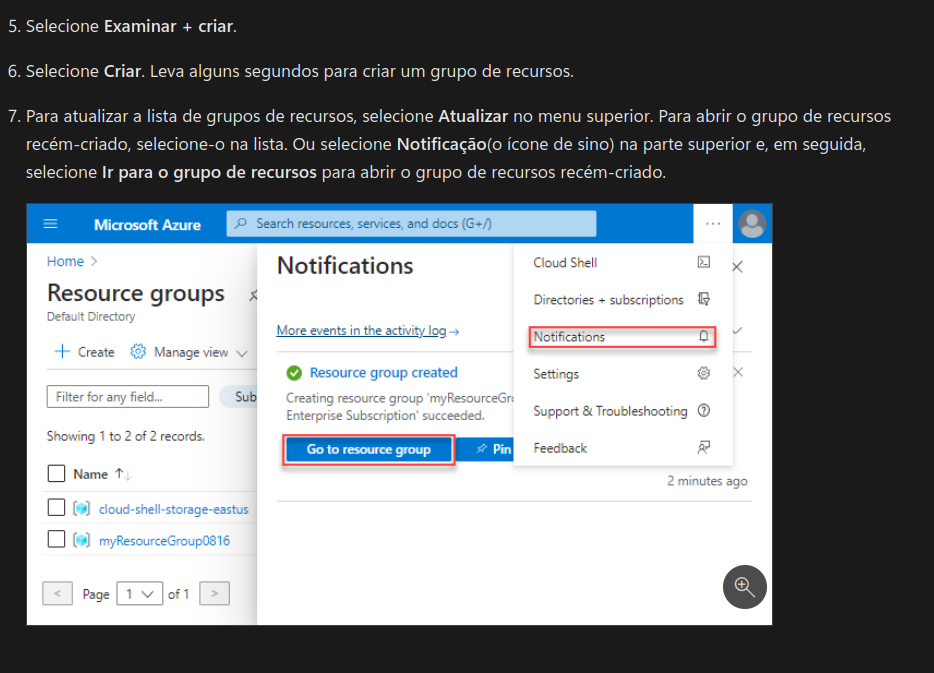 5. Selecione Examinar + criar.
6. Selecione Criar. Leva alguns segundos para criar um grupo de recursos.
7. Para atualizar a lista de grupos de recursos, selecione Atualizar no menu superior. Para abrir o grupo de recursos
recém-criado, selecione-o na lista. Ou selecione Notificação(o ícone de sino) na parte superior e, em seguida,
selecione Ir para o grupo de recursos para abrir o grupo de recursos recém-criado.
Microsoft Azure
Search resources, services, and docs (G+/)
...
Home >
Resource groups
Default Directory
+ Create
Manage view
Filter for any field...
Sub
Showing 1 to 2 of 2 records.
Name ↑↓
cloud-shell-storage-eastus
myResourceGroup0816
< Page 1 of 1 >
Notifications
More events in the activity log →
Resource group created
Creating resource group 'myResourceGr
Enterprise Subscription' succeeded.
Go to resource group
Pin
2 minutes ago
Cloud Shell
Directories + subscriptions
Notifications
Settings
Support & Troubleshooting
Feedback